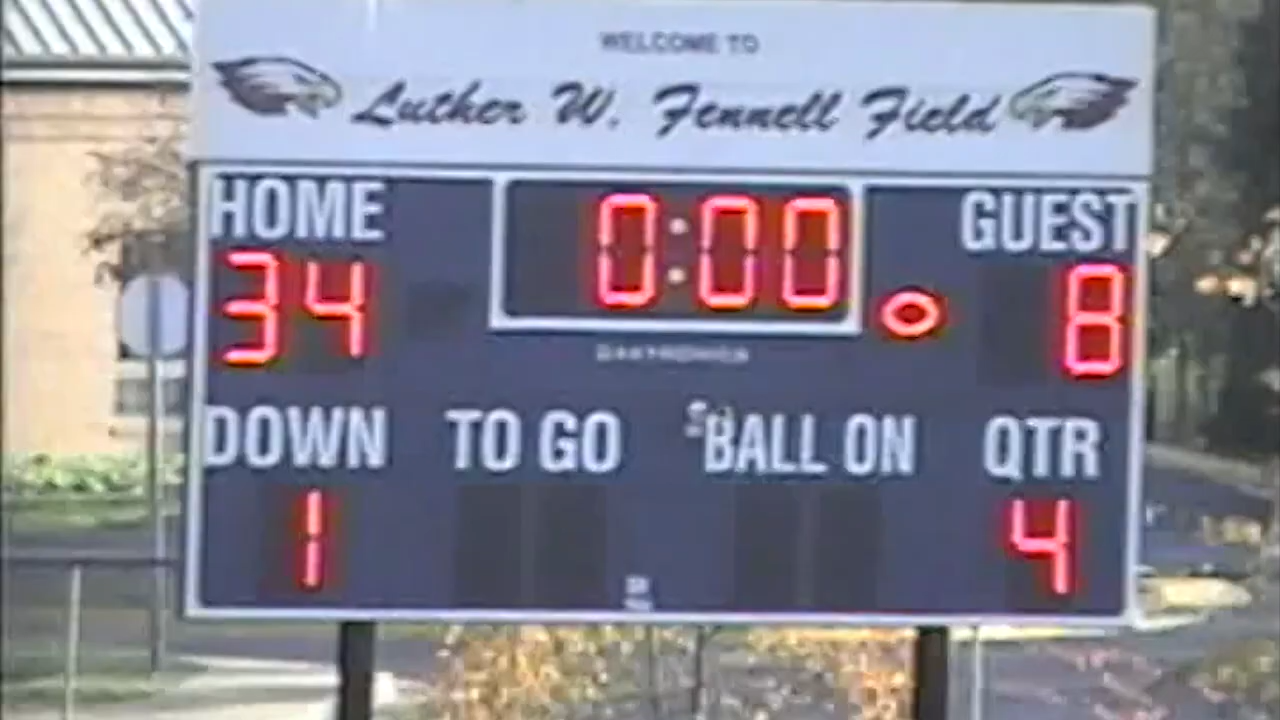 WELCOME TO
Luther W. Fennell Field
HOME 0:00 GUEST
34 8
DAKTRONICS
DOWN TO GO BALL ON QTR
1 4